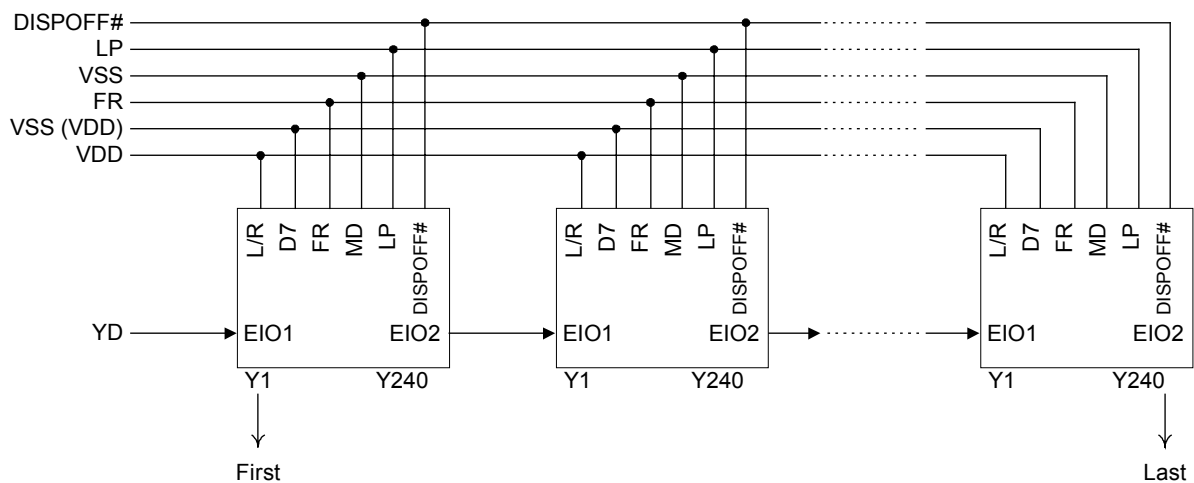 DISPOFF#
LP
VSS
FR
VSS (VDD)
VDD
L/R D7 FR MD LP DISPOFF#
L/R D7 FR MD LP DISPOFF#
L/R D7 FR MD LP DISPOFF#
YD EIO1 EIO2 EIO1 EIO2 EIO1 EIO2
Y1 Y240 Y1 Y240 Y1 Y240
First Last